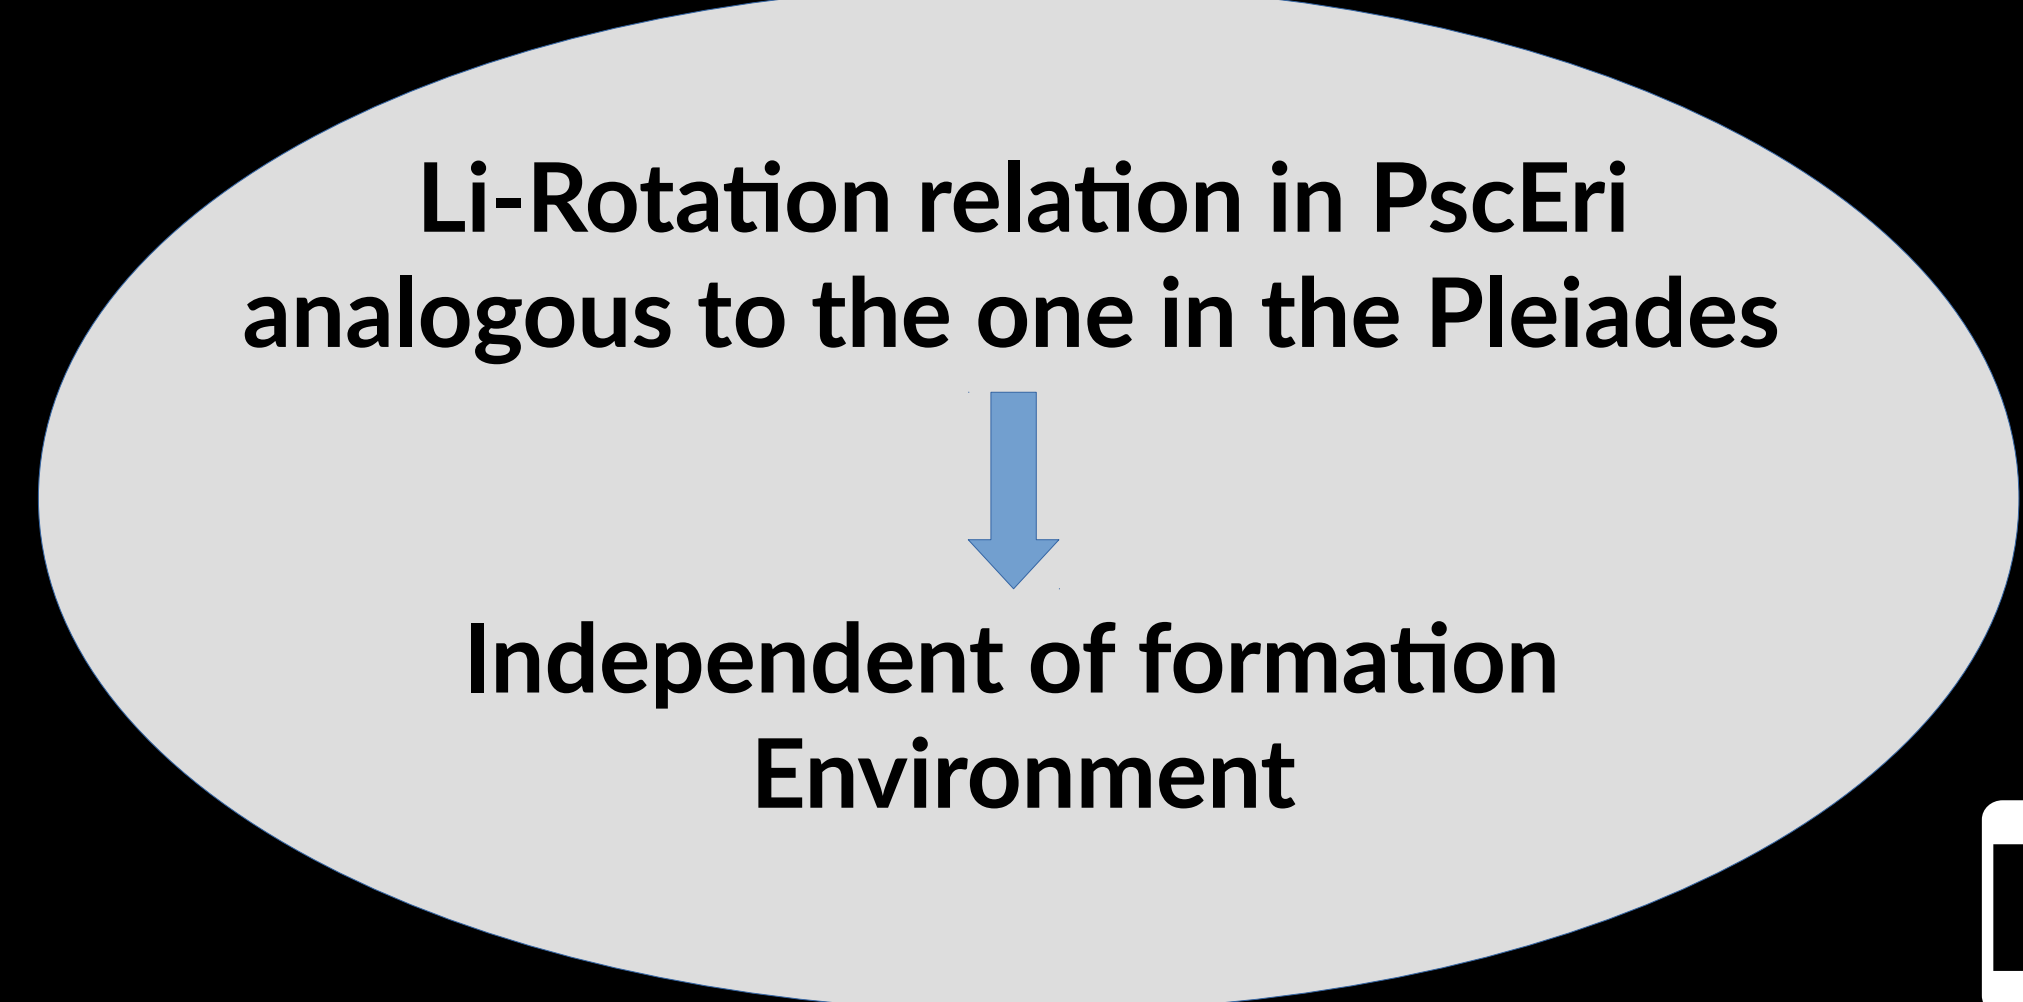 Li-Rotation relation in PscEri
analogous to the one in the Pleiades
Independent of formation
Environment